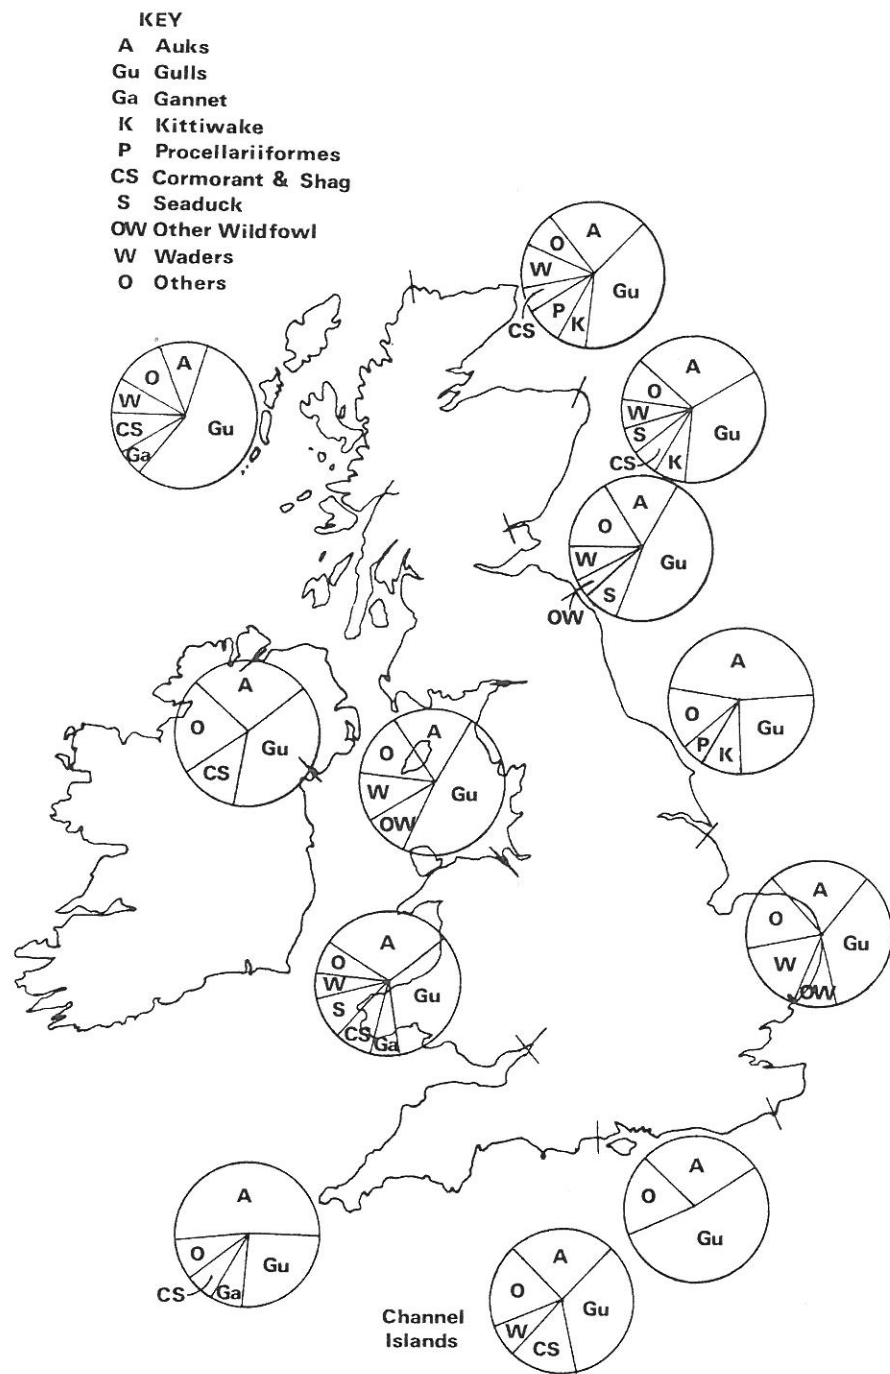 KEY
A Auks
Gu Gulls
Ga Gannet
K Kittiwake
P Procellariiformes
CS Cormorant & Shag
S Seaduck
OW Other Wildfowl
W Waders
O Others
A
O
W
Gu
CS
P
K
A
O
W
CS
Ga
Gu
A
O
W
S
CS
K
Gu
A
O
W
OW
S
Gu
A
O
P
K
Gu
A
O
CS
Gu
A
O
W
OW
Gu
A
O
W
OW
Gu
A
O
W
S
CS
Ga
Gu
A
O
Gu
A
O
CS
Ga
Gu
A
O
W
CS
Gu
Channel
Islands